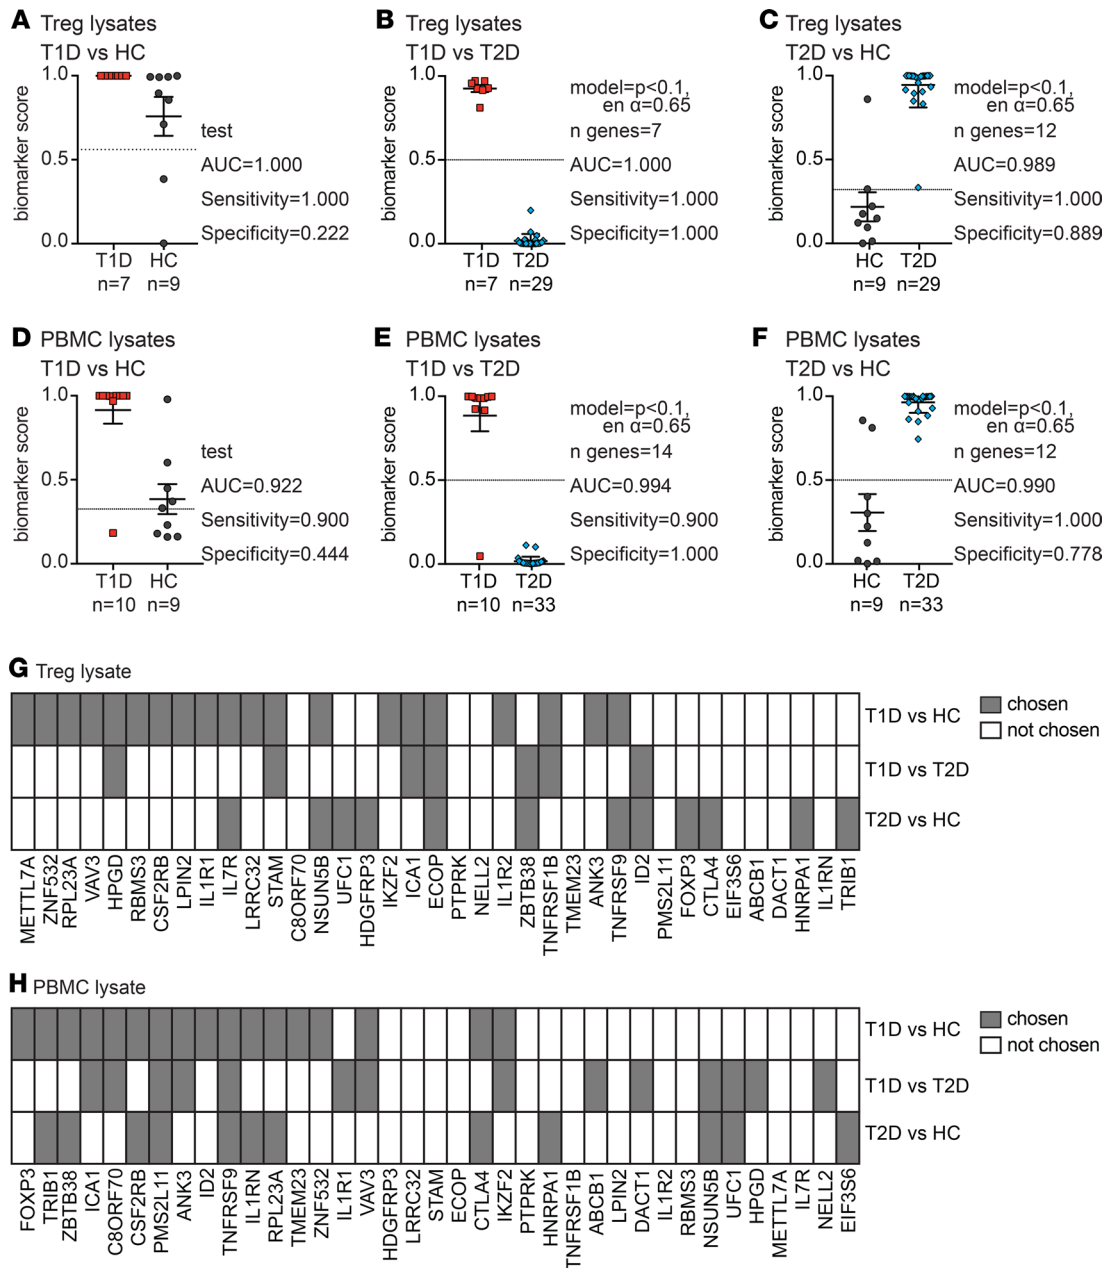 A Treg lysates
T1D vs HC
1.0
0.5
0.0
biomarker score
test
AUC=1.000
Sensitivity=1.000
Specificity=0.222
T1D HC
n=7 n=9
B Treg lysates
T1D vs T2D
1.0
0.5
0.0
biomarker score
model=p<0.1,
en α=0.65
n genes=7
AUC=1.000
Sensitivity=1.000
Specificity=1.000
T1D T2D
n=7 n=29
C Treg lysates
T2D vs HC
1.0
0.5
0.0
biomarker score
model=p<0.1,
en α=0.65
n genes=12
AUC=0.989
Sensitivity=1.000
Specificity=0.889
HC T2D
n=9 n=29
D PBMC lysates
T1D vs HC
1.0
0.5
0.0
biomarker score
test
AUC=0.922
Sensitivity=0.900
Specificity=0.444
T1D HC
n=10 n=9
E PBMC lysates
T1D vs T2D
1.0
0.5
0.0
biomarker score
model=p<0.1,
en α=0.65
n genes=14
AUC=0.994
Sensitivity=0.900
Specificity=1.000
T1D T2D
n=10 n=33
F PBMC lysates
T2D vs HC
1.0
0.5
0.0
biomarker score
model=p<0.1,
en α=0.65
n genes=12
AUC=0.990
Sensitivity=1.000
Specificity=0.778
HC T2D
n=9 n=33
G Treg lysate
T1D vs HC
T1D vs T2D
T2D vs HC
chosen
not chosen
METTL7A
ZNF532
RPL23A
VAV3
HPGD
RBMS3
CSF2RB
LPIN2
IL1R1
IL7R
LRRC32
STAM
C8ORF70
NSUN5B
UFC1
HDGFRP3
IKZF2
ICA1
ECOP
PTPRK
NELL2
IL1R2
ZBTB38
TNFRSF1B
TMEM23
ANK3
TNFRSF9
ID2
PMS2L11
FOXP3
CTLA4
EIF3S6
ABCB1
DACT1
HNRPA1
IL1RN
TRIB1
H PBMC lysate
T1D vs HC
T1D vs T2D
T2D vs HC
chosen
not chosen
FOXP3
TRIB1
ZBTB38
ICA1
C8ORF70
CSF2RB
PMS2L11
ANK3
ID2
TNFRSF9
IL1RN
RPL23A
TMEM23
ZNF532
IL1R1
VAV3
HDGFRP3
LRRC32
STAM
ECOP
CTLA4
IKZF2
PTPRK
HNRPA1
TNFRSF1B
ABCB1
LPIN2
DACT1
IL1R2
RBMS3
NSUN5B
UFC1
HPGD
METTL7A
IL7R
NELL2
EIF3S6